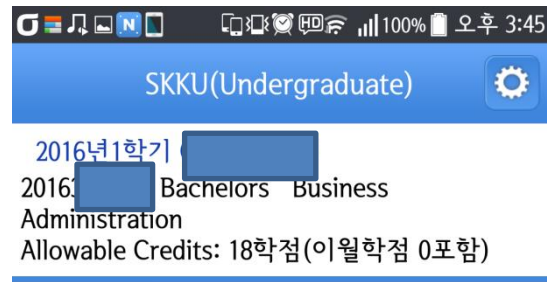 100% 오후 3:45
SKKU(Undergraduate)
2016년1학기
2016 Bachelors Business
Administration
Allowable Credits: 18학점(이월학점 0포함)